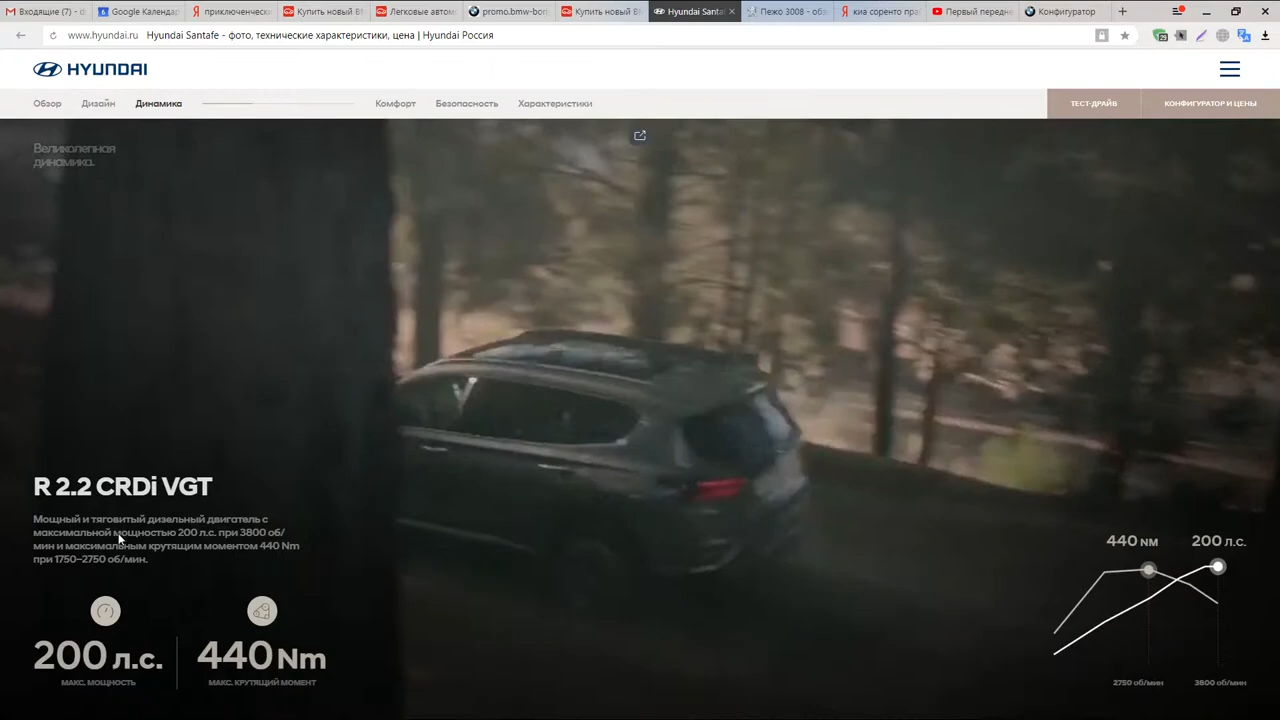 Входящие (7) - d
Google Календар
приключенческ
Купить новый BM
Легковые автом
promo.bmw-bor
Купить новый BM
Hyundai Santa
Пежо 3008 - обз
киа соренто пра
Первый передне
Конфигуратор
www.hyundai.ru Hyundai Santafe - фото, технические характеристики, цена | Hyundai Россия
HYUNDAI
Обзор
Дизайн
Динамика
Комфорт
Безопасность
Характеристики
ТЕСТ-ДРАЙВ
КОНФИГУРАТОР И ЦЕНЫ
Великолепная
динамика.
R 2.2 CRDi VGT
Мощный и тяговитый дизельный двигатель с
максимальной мощностью 200 л.с. при 3800 об/
мин и максимальным крутящим моментом 440 Nm
при 1750–2750 об/мин.
200 л.с.
МАКС. МОЩНОСТЬ
440 Nm
МАКС. КРУТЯЩИЙ МОМЕНТ
440 NM
200 Л.С.
2750 об/мин
3800 об/мин